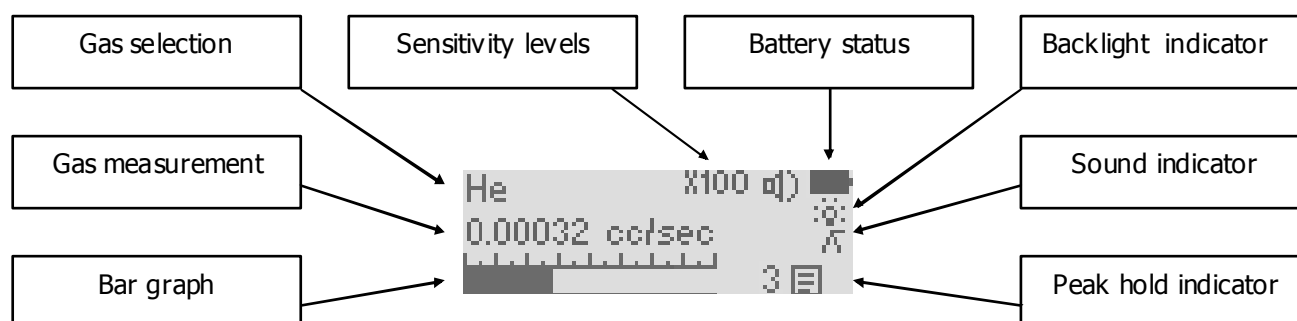 Gas selection
Sensitivity levels
Battery status
Backlight indicator
Gas measurement
Sound indicator
He
X100
0.00032 cc/sec
Bar graph
3
Peak hold indicator